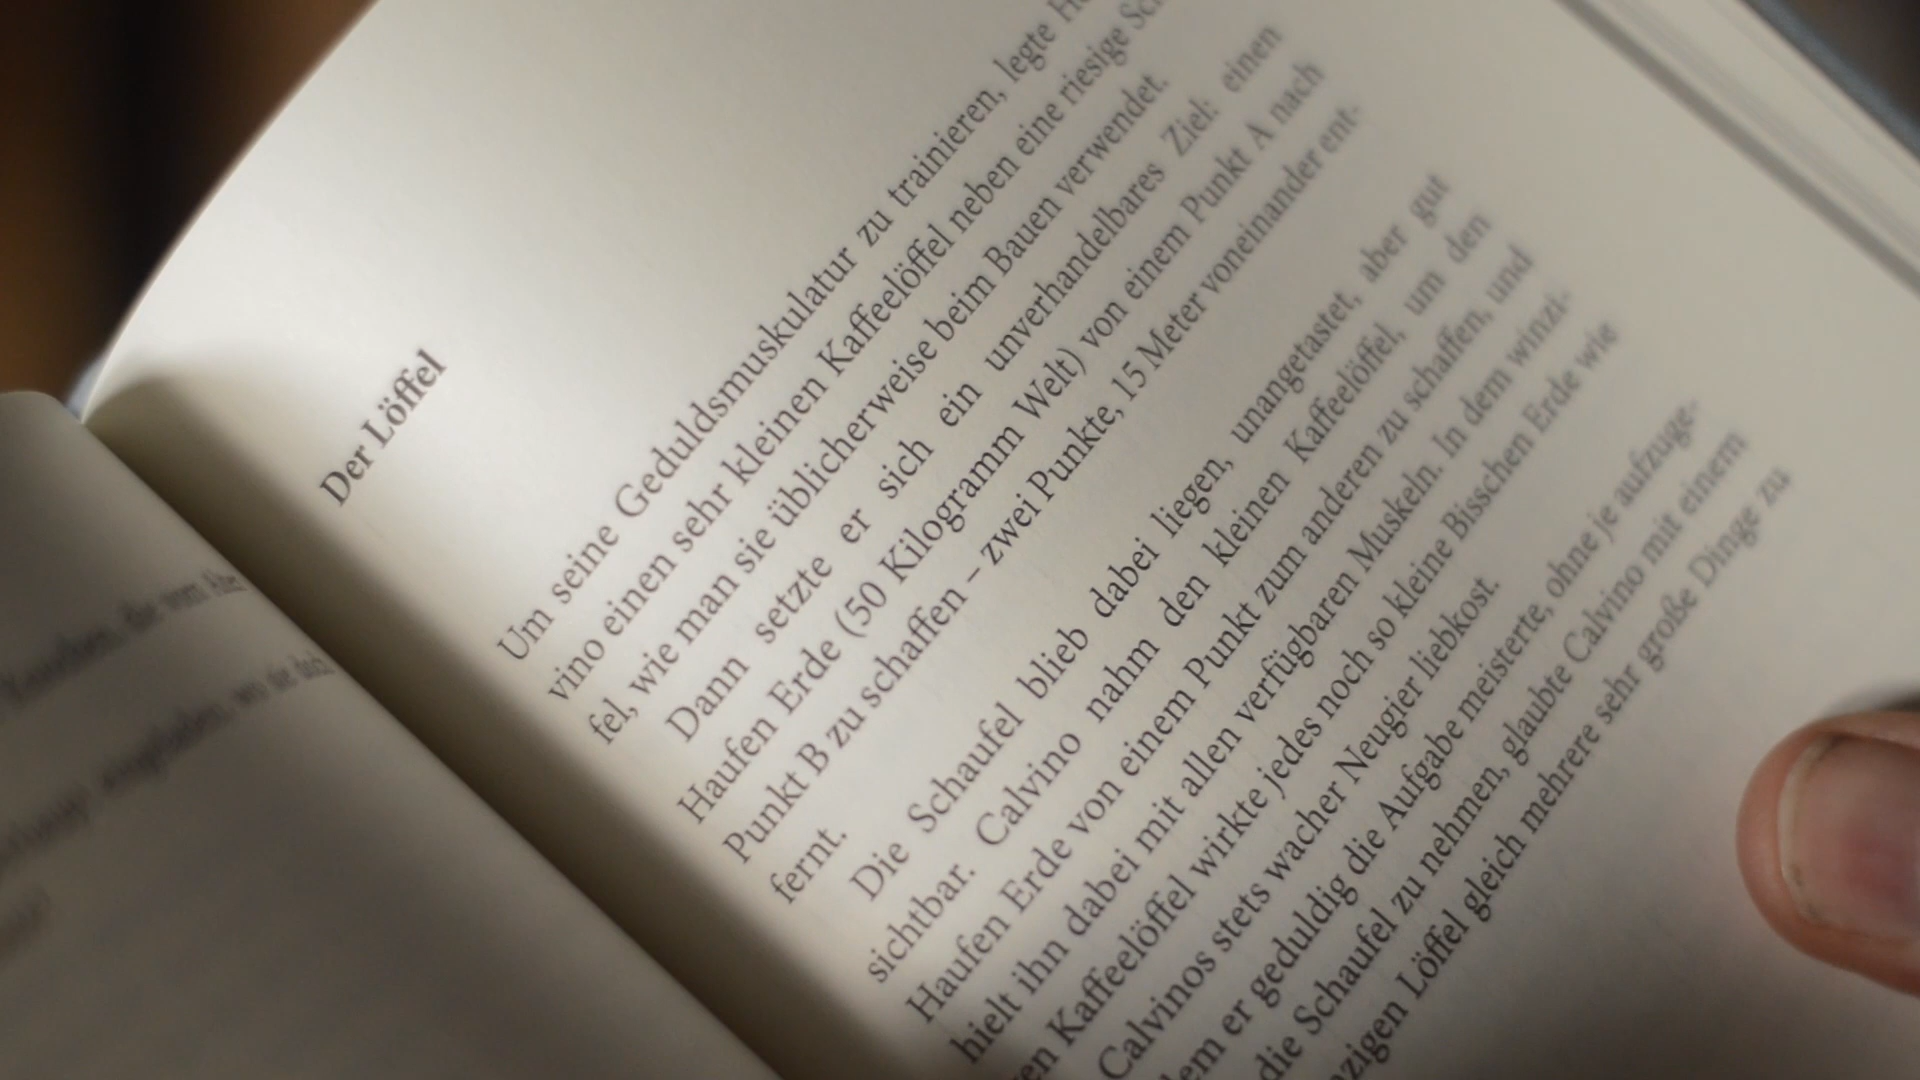 Der Löffel
Um seine Geduldsmuskulatur zu trainieren, legte
vino einen sehr kleinen Kaffeelöffel neben eine riesige
fel, wie man sie üblicherweise beim Bauen verwendet.
Dann setzte er sich ein unverhandelbares Ziel: einen
Haufen Erde (50 Kilogramm Welt) von einem Punkt A nach
Punkt B zu schaffen – zwei Punkte, 15 Meter voneinander ent-
fernt.
Die Schaufel blieb dabei liegen, unangetastet, aber gut
sichtbar. Calvino nahm den kleinen Kaffeelöffel, um den
Haufen Erde von einem Punkt zum anderen zu schaffen, und
hielt ihn dabei mit allen verfügbaren Muskeln. In dem winzi-
en Kaffeelöffel wirkte jedes noch so kleine Bisschen Erde wie
Calvinos stets wacher Neugier liebkost.
dem er geduldig die Aufgabe meisterte, ohne je aufzuge-
die Schaufel zu nehmen, glaubte Calvino mit einem
nzigen Löffel gleich mehrere sehr große Dinge zu